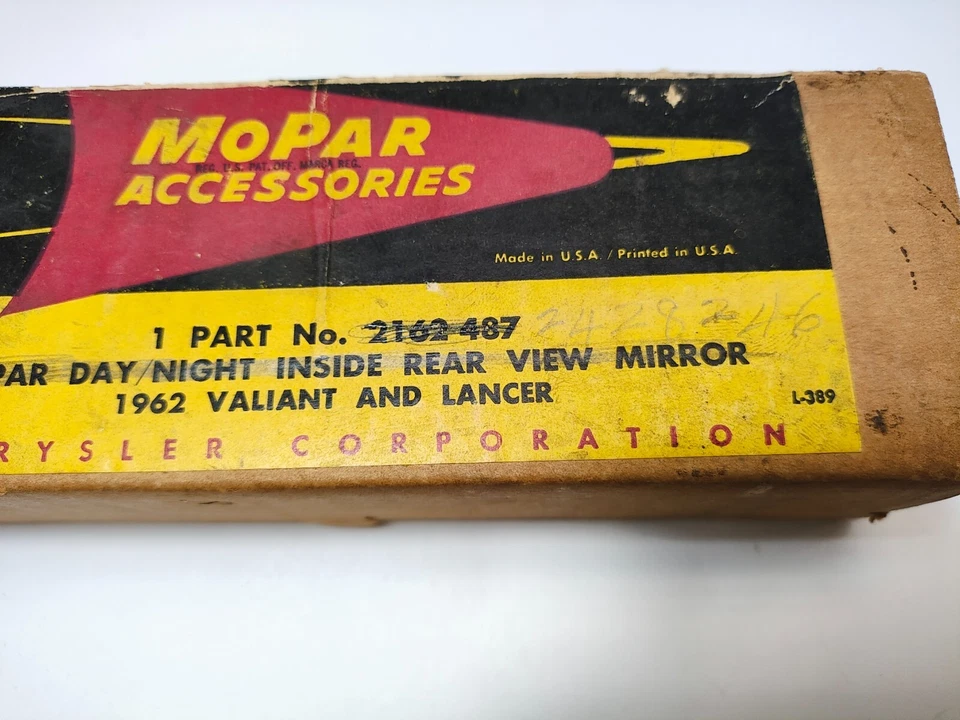 MOPAR
REG. U.S. PAT. OFF. MARCA REG.
ACCESSORIES
Made in U.S.A. / Printed in U.S.A.
1 PART No. 2162-487 2428246
PAR DAY/NIGHT INSIDE REAR VIEW MIRROR
1962 VALIANT AND LANCER
L-389
RYSLER CORPORATION